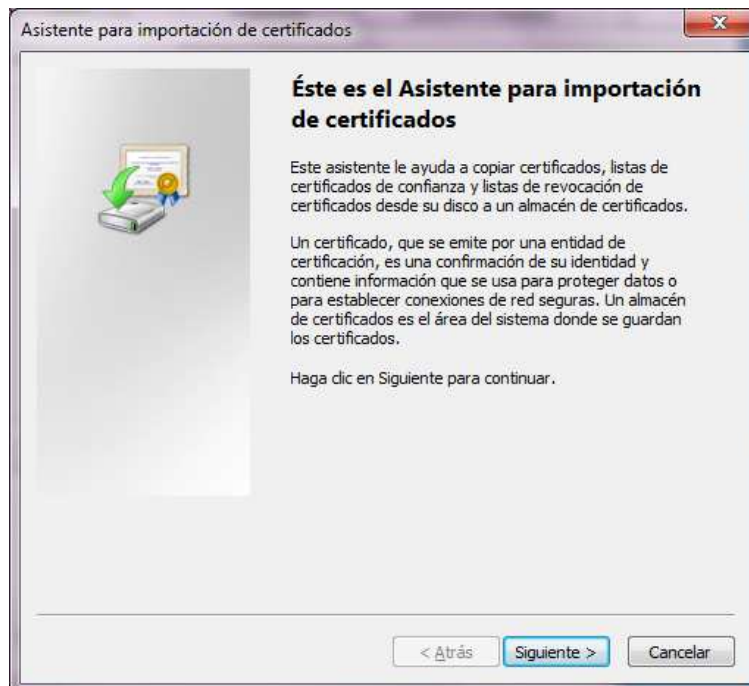 Asistente para importación de certificados
Éste es el Asistente para importación
de certificados
Este asistente le ayuda a copiar certificados, listas de
certificados de confianza y listas de revocación de
certificados desde su disco a un almacén de certificados.
Un certificado, que se emite por una entidad de
certificación, es una confirmación de su identidad y
contiene información que se usa para proteger datos o
para establecer conexiones de red seguras. Un almacén
de certificados es el área del sistema donde se guardan
los certificados.
Haga clic en Siguiente para continuar.
< Atrás Siguiente > Cancelar